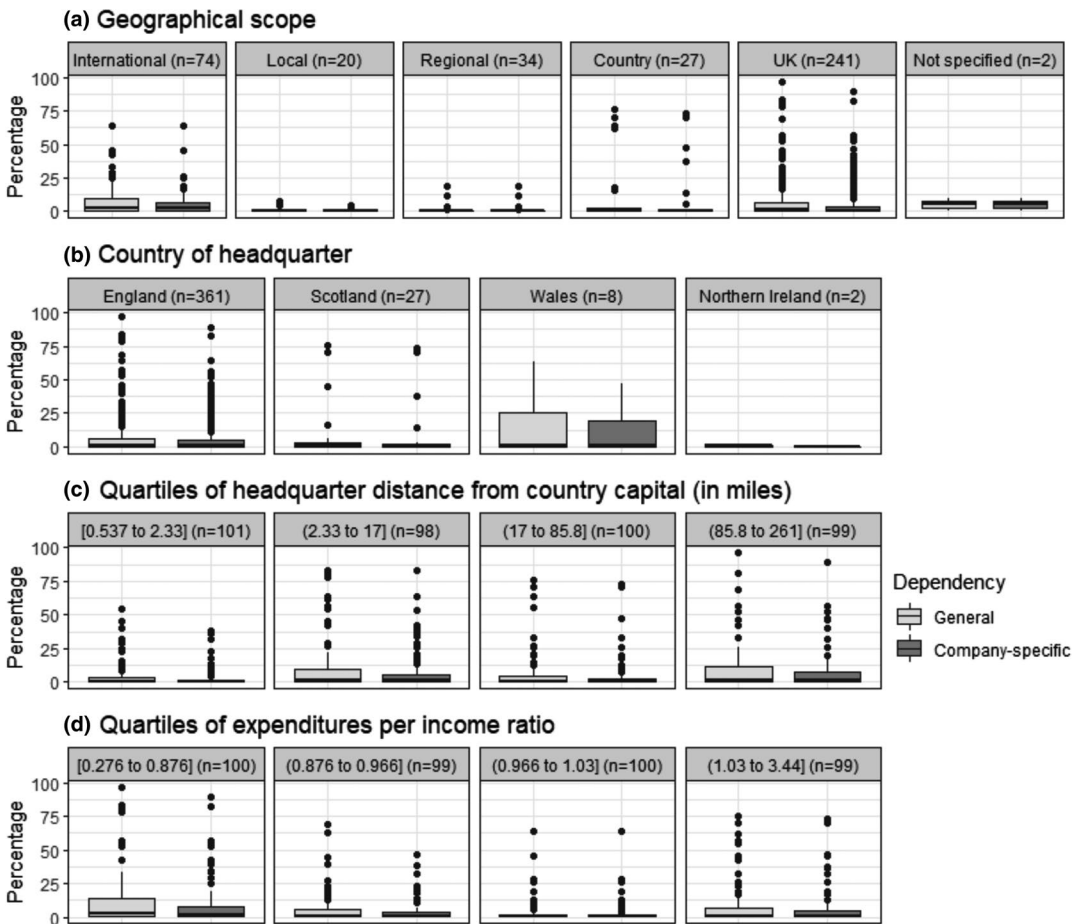 (a) Geographical scope
International (n=74) Local (n=20) Regional (n=34) Country (n=27) UK (n=241) Not specified (n=2)
100
75
50
25
0
Percentage
(b) Country of headquarter
England (n=361) Scotland (n=27) Wales (n=8) Northern Ireland (n=2)
100
75
50
25
0
Percentage
(c) Quartiles of headquarter distance from country capital (in miles)
[0.537 to 2.33] (n=101) (2.33 to 17] (n=98) (17 to 85.8] (n=100) (85.8 to 261] (n=99)
100
75
50
25
0
Percentage
Dependency
General
Company-specific
(d) Quartiles of expenditures per income ratio
[0.276 to 0.876] (n=100) (0.876 to 0.966] (n=99) (0.966 to 1.03] (n=100) (1.03 to 3.44] (n=99)
100
75
50
25
0
Percentage